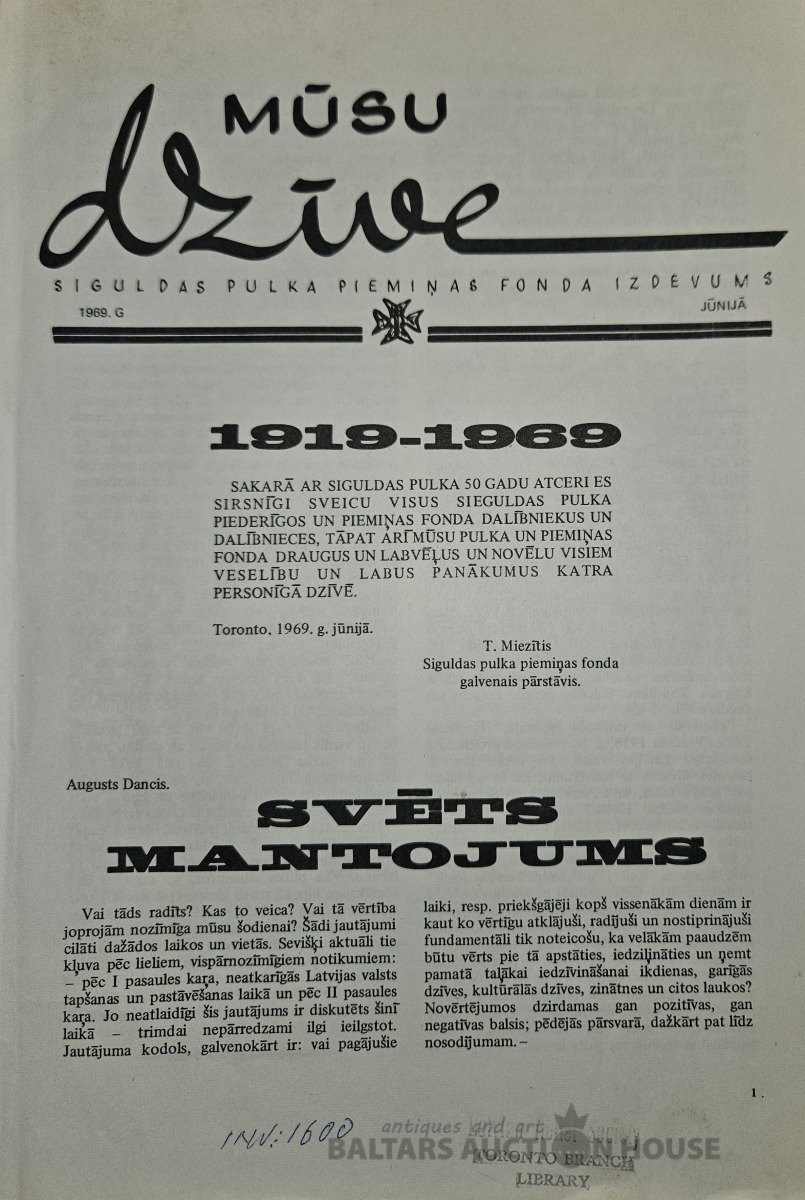 MŪSU
dzīve
SIGULDAS PULKA PIEMIŅAS FONDA IZDEVUMS
1969. G
JŪNIJĀ
1919-1969
SAKARĀ AR SIGULDAS PULKA 50 GADU ATCERI ES
SIRSNĪGI SVEICU VISUS SIEGULDAS PULKA
PIEDERĪGOS UN PIEMIŅAS FONDA DALĪBNIEKUS UN
DALĪBNIECES, TĀPAT ARĪ MŪSU PULKA UN PIEMIŅAS
FONDA DRAUGUS UN LABVĒĻUS UN NOVĒLU VISIEM
VESELĪBU UN LABUS PANĀKUMUS KATRA
PERSONĪGĀ DZĪVĒ.
Toronto, 1969. g. jūnijā.
T. Miezītis
Siguldas pulka piemiņas fonda
galvenais pārstāvis.
Augusts Dancis.
SVĒTS
MANTOJUMS
Vai tāds radīts? Kas to veica? Vai tā vērtība
joprojām nozīmīga mūsu šodienai? Šādi jautājumi
cilāti dažādos laikos un vietās. Sevišķi aktuāli tie
kļuva pēc lieliem, vispārnozīmīgiem notikumiem:
– pēc I pasaules kaŗa, neatkarīgās Latvijas valsts
tapšanas un pastāvēšanas laikā un pēc II pasaules
kaŗa. Jo neatlaidīgi šis jautājums ir diskutēts šinī
laikā – trimdai nepārredzami ilgi ieilgstot.
Jautājuma kodols, galvenokārt ir: vai pagājušie
laiki, resp. priekšgājēji kopš vissenākām dienām ir
kaut ko vērtīgu atklājuši, radījuši un nostiprinājuši
fundamentāli tik noteicošu, ka velākām paaudzēm
būtu vērts pie tā apstāties, iedziļināties un ņemt
pamatā taļākai iedzīvināšanai ikdienas, garīgās
dzīves, kultūrālās dzīves, zinātnes un citos laukos?
Novērtējumos dzirdamas gan pozitīvas, gan
negatīvas balsis; pēdējās pārsvarā, dažkārt pat līdz
nosodījumam. –
1.
INV: 1600
antiques and art
BALTARS AUCTION HOUSE
TORONTO BRANCH
LIBRARY